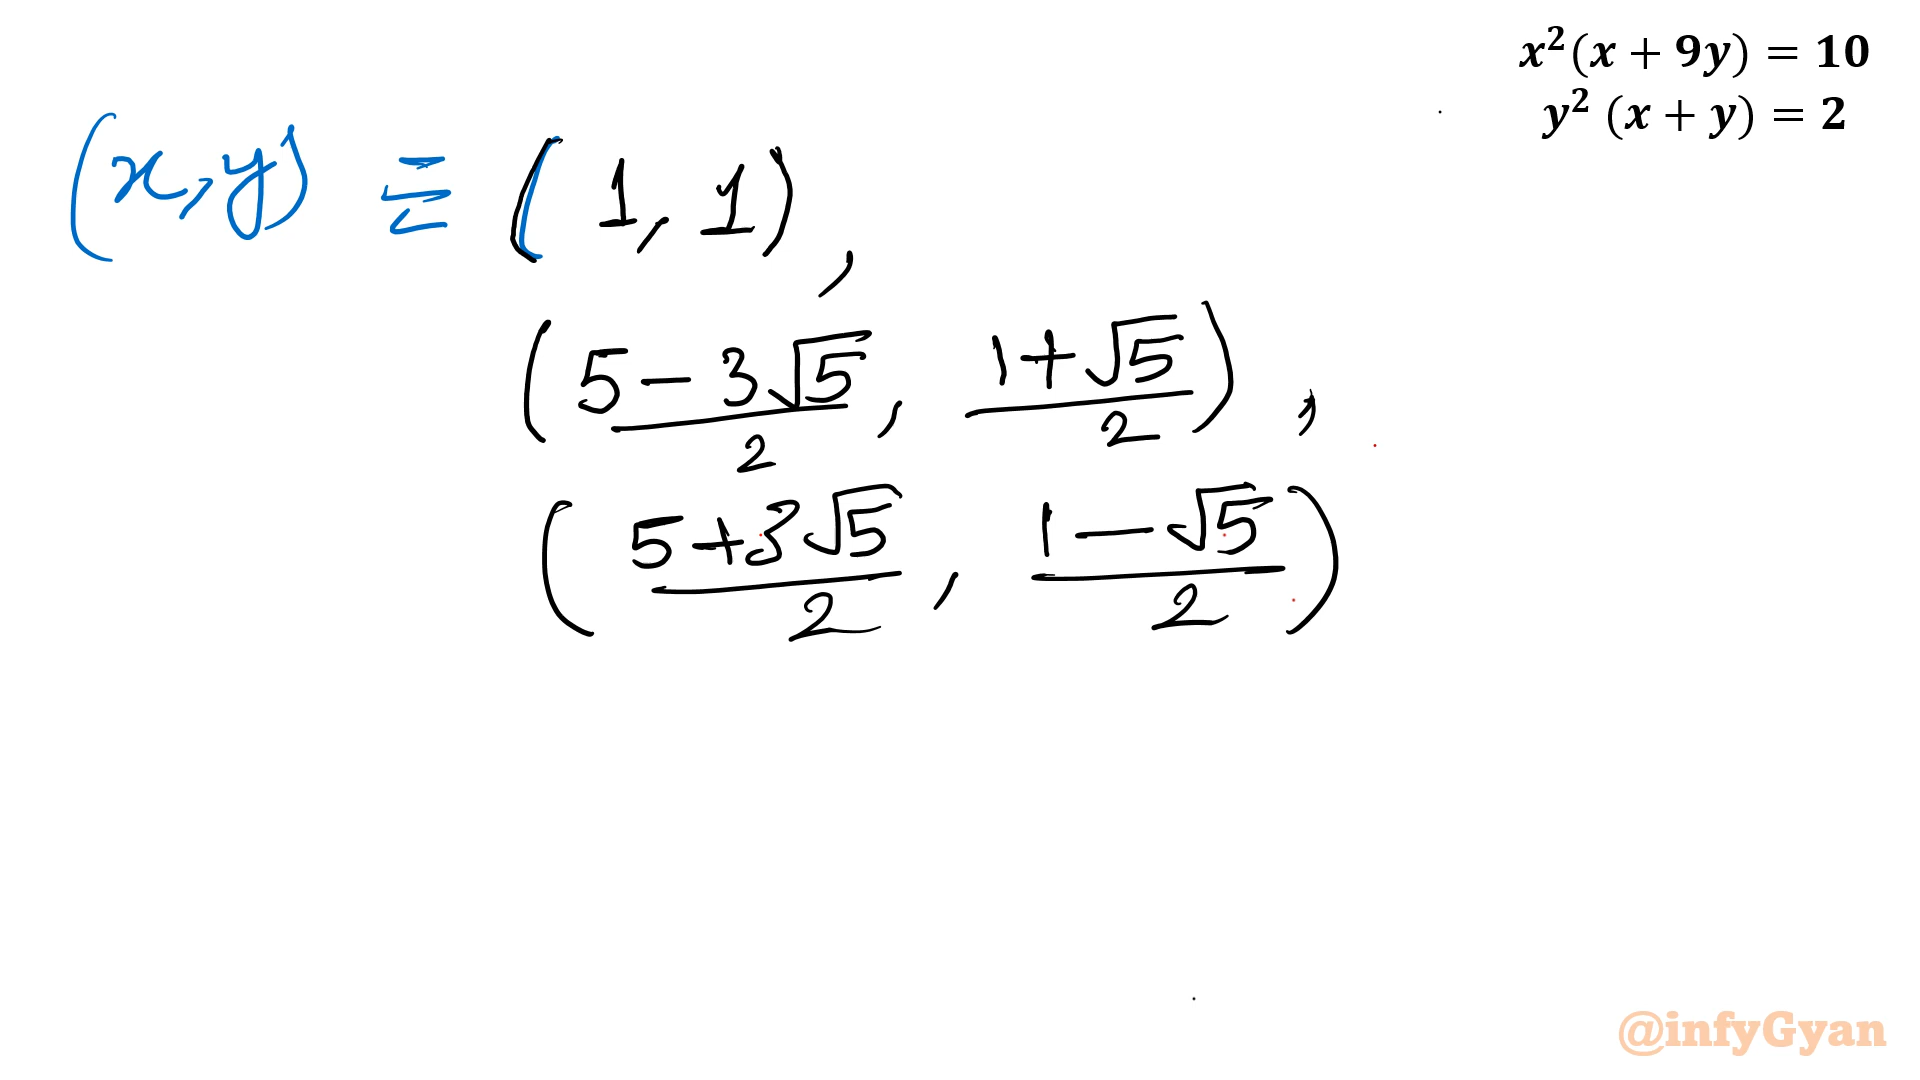 x²(x + 9y) = 10
y² (x + y) = 2
(x, y) ≡ (1, 1),
((5 - 3√5)/2, (1 + √5)/2),
((5 + 3√5)/2, (1 - √5)/2)
@infyGyan